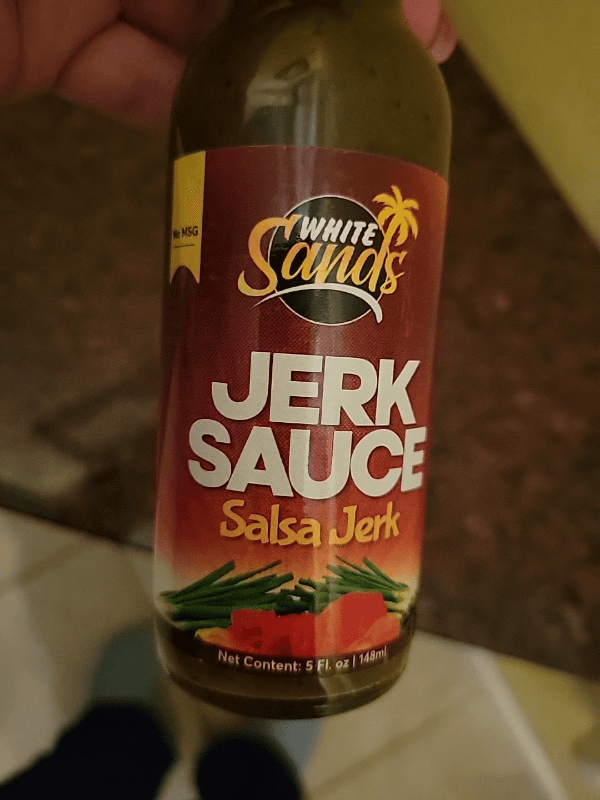 No MSG
WHITE
Sands
JERK
SAUCE
Salsa Jerk
Net Content: 5 Fl. oz | 148ml